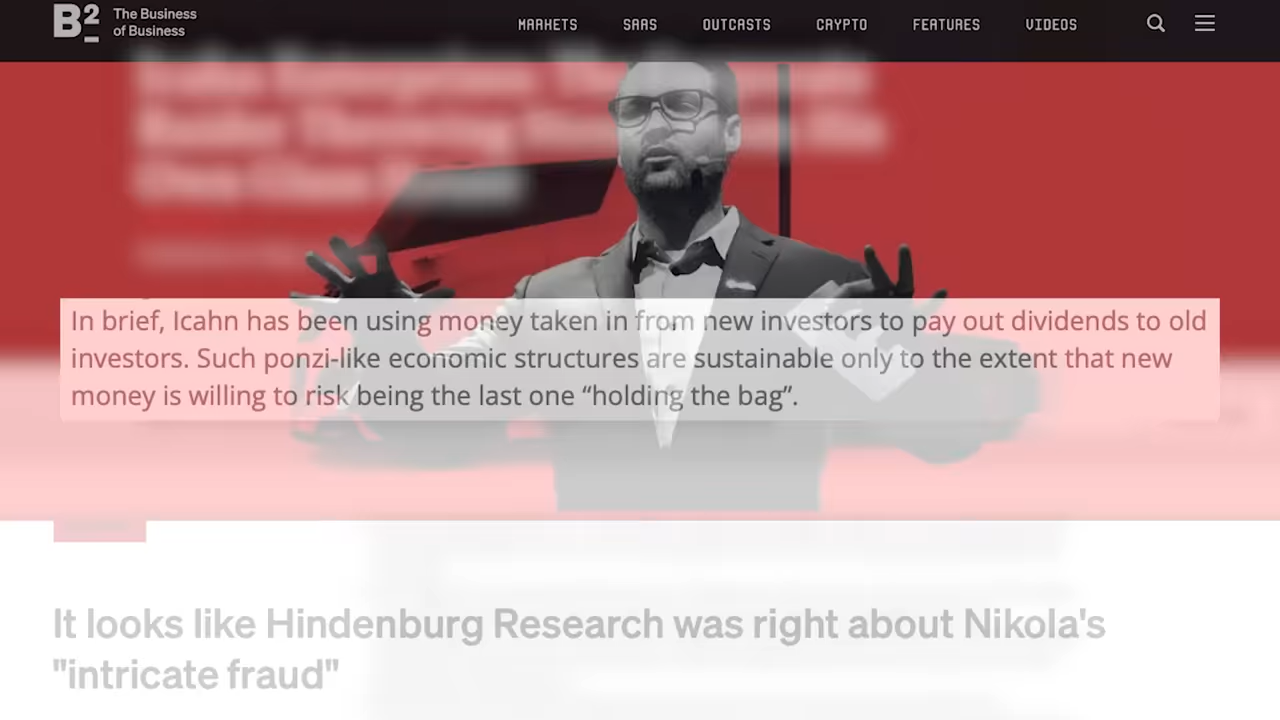 B2
The Business
of Business
MARKETS SAAS OUTCASTS CRYPTO FEATURES VIDEOS
In brief, Icahn has been using money taken in from new investors to pay out dividends to old
investors. Such ponzi-like economic structures are sustainable only to the extent that new
money is willing to risk being the last one “holding the bag”.
It looks like Hindenburg Research was right about Nikola's
"intricate fraud"